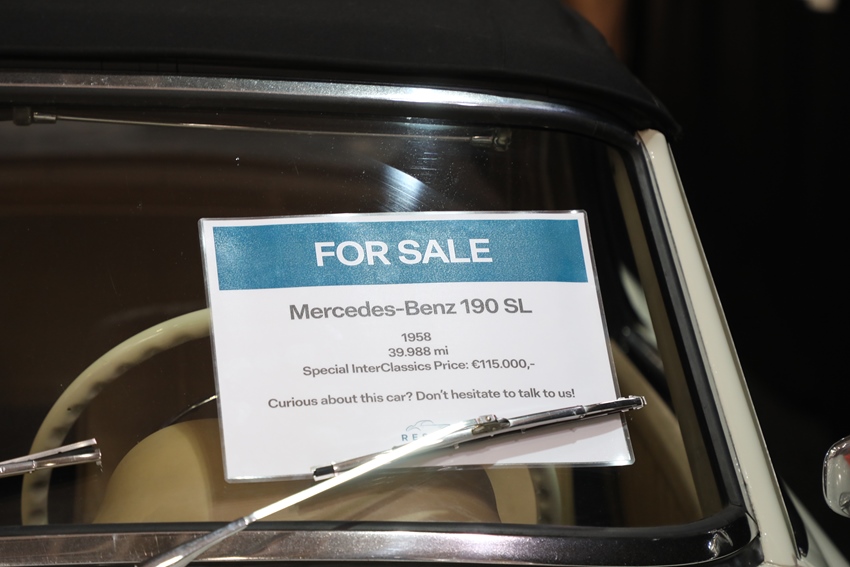 FOR SALE
Mercedes-Benz 190 SL
1958
39.988 mi
Special InterClassics Price: €115.000,-
Curious about this car? Don't hesitate to talk to us!